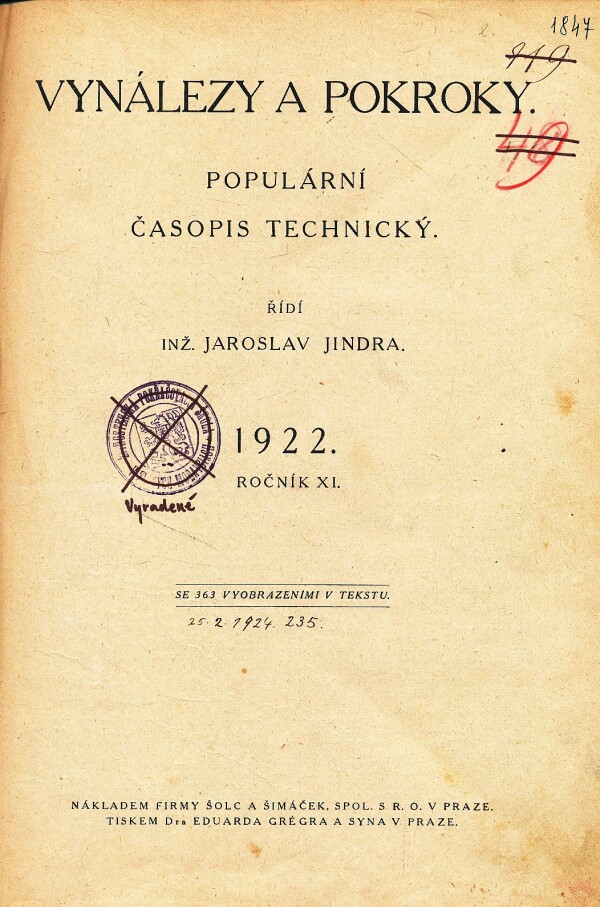 1847
119
VYNÁLEZY A POKROKY.
49
POPULÁRNÍ
ČASOPIS TECHNICKÝ.
ŘÍDÍ
INŽ. JAROSLAV JINDRA.
1922.
ROČNÍK XI.
Vyradené
SE 363 VYOBRAZENÍMI V TEKSTU.
25. 2. 1924. 235.
NÁKLADEM FIRMY ŠOLC A ŠIMÁČEK, SPOL. S R. O. V PRAZE.
TISKEM Dra EDUARDA GRÉGRA A SYNA V PRAZE.